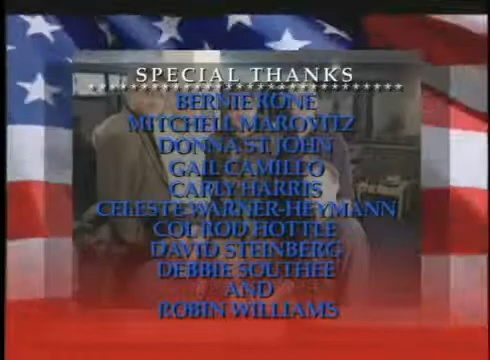 SPECIAL THANKS
BERNIE RONE
MITCHELL MAROVITZ
DONNA ST JOHN
GAIL CAMILLO
CARLY HARRIS
CELESTE WARNER-HEYMANN
COL ROD HOTTLE
DAVID STEINBERG
DEBBIE SOUTHEE
AND
ROBIN WILLIAMS